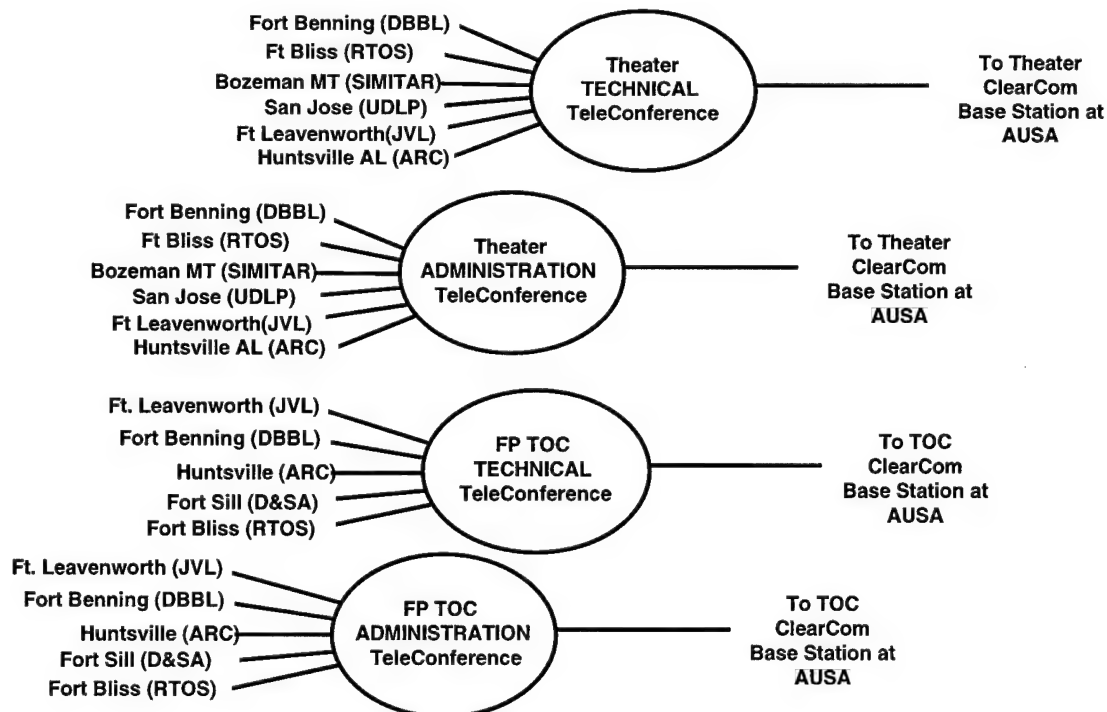 Fort Benning (DBBL)
Ft Bliss (RTOS)
Bozeman MT (SIMITAR)
San Jose (UDLP)
Ft Leavenworth(JVL)
Huntsville AL (ARC)
Theater
TECHNICAL
TeleConference
To Theater
ClearCom
Base Station at
AUSA
Fort Benning (DBBL)
Ft Bliss (RTOS)
Bozeman MT (SIMITAR)
San Jose (UDLP)
Ft Leavenworth(JVL)
Huntsville AL (ARC)
Theater
ADMINISTRATION
TeleConference
To Theater
ClearCom
Base Station at
AUSA
Ft. Leavenworth (JVL)
Fort Benning (DBBL)
Huntsville (ARC)
Fort Sill (D&SA)
Fort Bliss (RTOS)
FP TOC
TECHNICAL
TeleConference
To TOC
ClearCom
Base Station at
AUSA
Ft. Leavenworth (JVL)
Fort Benning (DBBL)
Huntsville (ARC)
Fort Sill (D&SA)
Fort Bliss (RTOS)
FP TOC
ADMINISTRATION
TeleConference
To TOC
ClearCom
Base Station at
AUSA